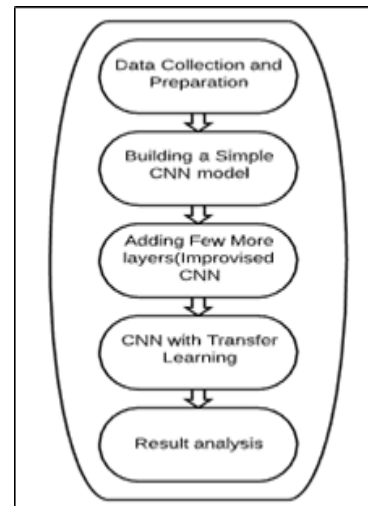 Data Collection and
Preparation
Building a Simple
CNN model
Adding Few More
layers(Improvised
CNN
CNN with Transfer
Learning
Result analysis